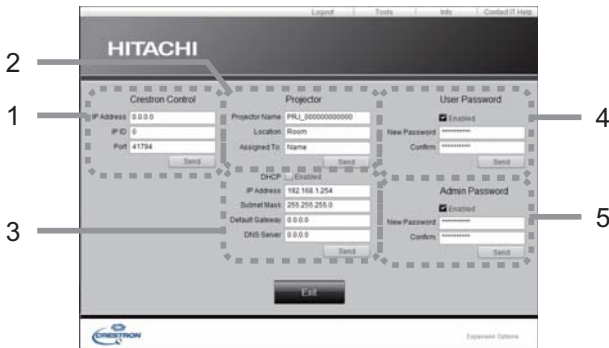 Logout Tools Info Contact IT Help
HITACHI
2
1
3
4
5
Crestron Control
IP Address 0.0.0.0
IP ID 0
Port 41794
Send
Projector
Projector Name PRJ_000000000000
Location Room
Assigned To: Name
Send
DHCP Enabled
IP Address 192.168.1.254
Subnet Mask 255.255.255.0
Default Gateway 0.0.0.0
DNS Server 0.0.0.0
Send
User Password
Enabled
New Password **********
Confirm **********
Send
Admin Password
Enabled
New Password **********
Confirm **********
Send
Exit
CRESTRON
Expansion Options